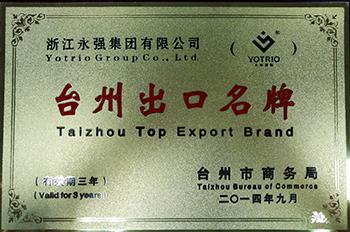 浙江永强集团有限公司
Yotrio Group Co., Ltd.
( YOTRIO® )
台州出口名牌
Taizhou Top Export Brand
(有效期三年)
(Valid for 3 years)
台州市商务局
Taizhou Bureau of Commerce
二〇一四年九月